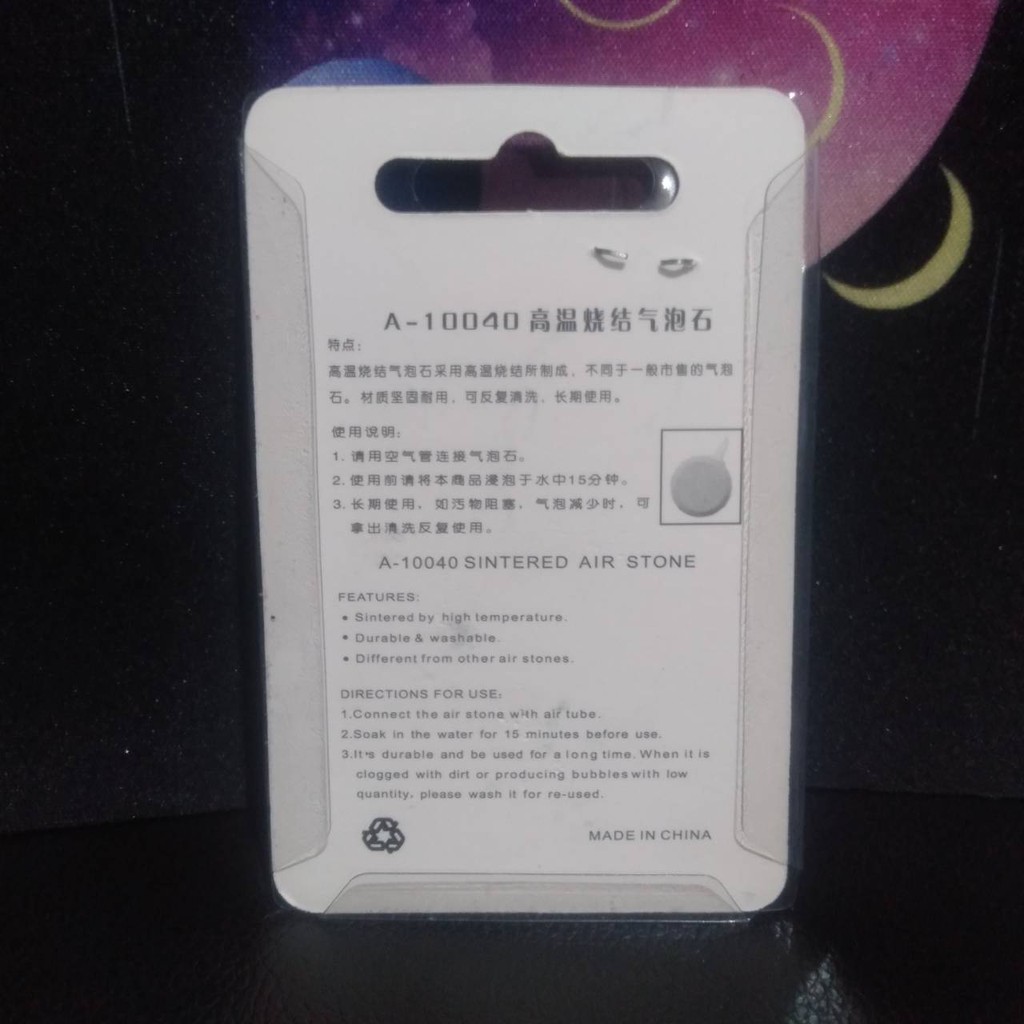 A-10040 高温烧结气泡石
特点：
高温烧结气泡石采用高温烧结所制成，不同于一般市售的气泡
石。材质坚固耐用，可反复清洗，长期使用。
使用说明：
1. 请用空气管连接气泡石。
2. 使用前请将本商品浸泡于水中15分钟。
3. 长期使用，如污物阻塞，气泡减少时，可
拿出清洗反复使用。
A-10040 SINTERED AIR STONE
FEATURES:
• Sintered by high temperature.
• Durable & washable.
• Different from other air stones.
DIRECTIONS FOR USE:
1.Connect the air stone with air tube.
2.Soak in the water for 15 minutes before use.
3.It's durable and be used for a long time. When it is
clogged with dirt or producing bubbles with low
quantity, please wash it for re-used.
MADE IN CHINA